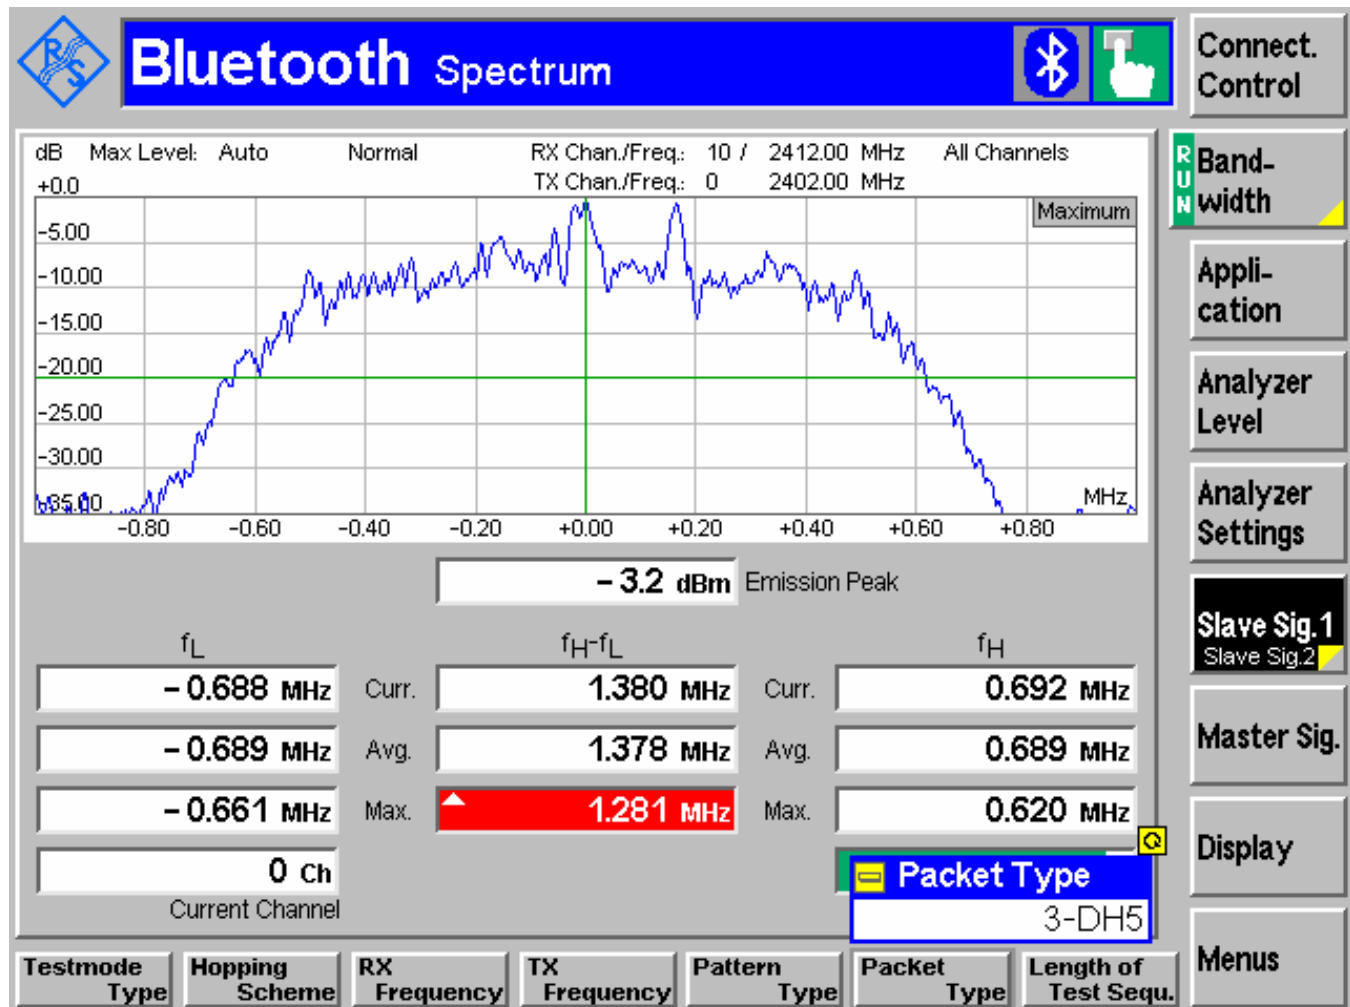 R&S
Bluetooth Spectrum
Connect.
Control
dB Max Level: Auto Normal RX Chan./Freq.: 10 / 2412.00 MHz All Channels
+0.0 TX Chan./Freq.: 0 2402.00 MHz
Maximum
-5.00
-10.00
-15.00
-20.00
-25.00
-30.00
-35.00
MHz
-0.80 -0.60 -0.40 -0.20 +0.00 +0.20 +0.40 +0.60 +0.80
RUN
Band-
width
Appli-
cation
Analyzer
Level
Analyzer
Settings
Slave Sig.1
Slave Sig.2
Master Sig.
Display
Menus
-3.2 dBm Emission Peak
fL fH-fL fH
-0.688 MHz Curr. 1.380 MHz Curr. 0.692 MHz
-0.689 MHz Avg. 1.378 MHz Avg. 0.689 MHz
-0.661 MHz Max. 1.281 MHz Max. 0.620 MHz
0 Ch
Current Channel
Packet Type
3-DH5
Testmode
Type
Hopping
Scheme
RX
Frequency
TX
Frequency
Pattern
Type
Packet
Type
Length of
Test Sequ.